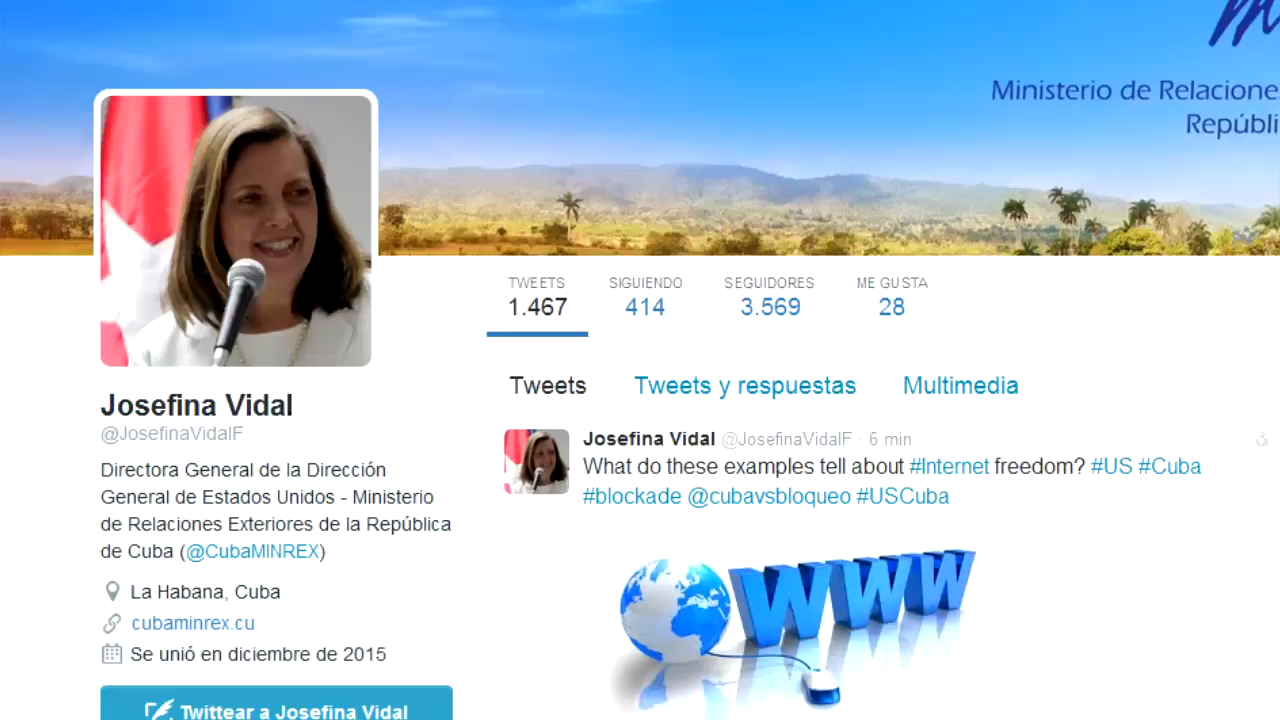 Ministerio de Relacione
Repúbli
TWEETS SIGUIENDO SEGUIDORES ME GUSTA
1.467 414 3.569 28
Tweets Tweets y respuestas Multimedia
Josefina Vidal
@JosefinaVidalF
Directora General de la Dirección
General de Estados Unidos - Ministerio
de Relaciones Exteriores de la República
de Cuba (@CubaMINREX)
La Habana, Cuba
cubaminrex.cu
Se unió en diciembre de 2015
Twittear a Josefina Vidal
Josefina Vidal @JosefinaVidalF · 6 min
What do these examples tell about #Internet freedom? #US #Cuba
#blockade @cubavsbloqueo #USCuba
WWW